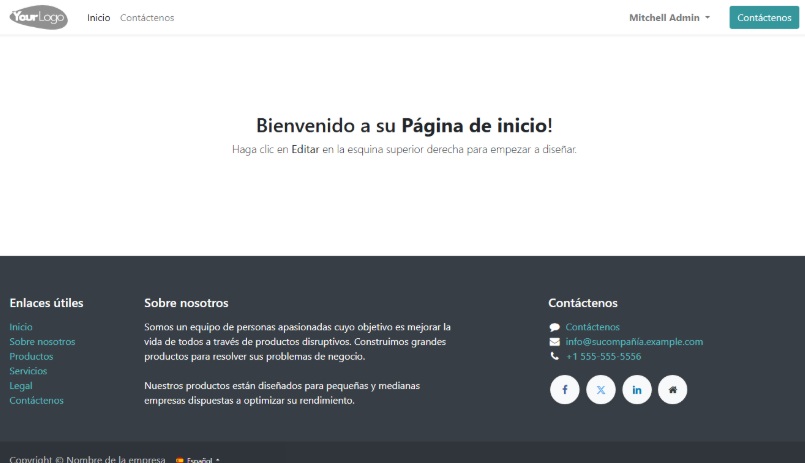 YourLogo
Inicio
Contáctenos
Mitchell Admin
Contáctenos
Bienvenido a su Página de inicio!
Haga clic en Editar en la esquina superior derecha para empezar a diseñar.
Enlaces útiles
Inicio
Sobre nosotros
Productos
Servicios
Legal
Contáctenos
Sobre nosotros
Somos un equipo de personas apasionadas cuyo objetivo es mejorar la
vida de todos a través de productos disruptivos. Construimos grandes
productos para resolver sus problemas de negocio.
Nuestros productos están diseñados para pequeñas y medianas
empresas dispuestas a optimizar su rendimiento.
Contáctenos
Contáctenos
info@sucompañía.example.com
+1 555-555-5556
Copyright © Nombre de la empresa
Español